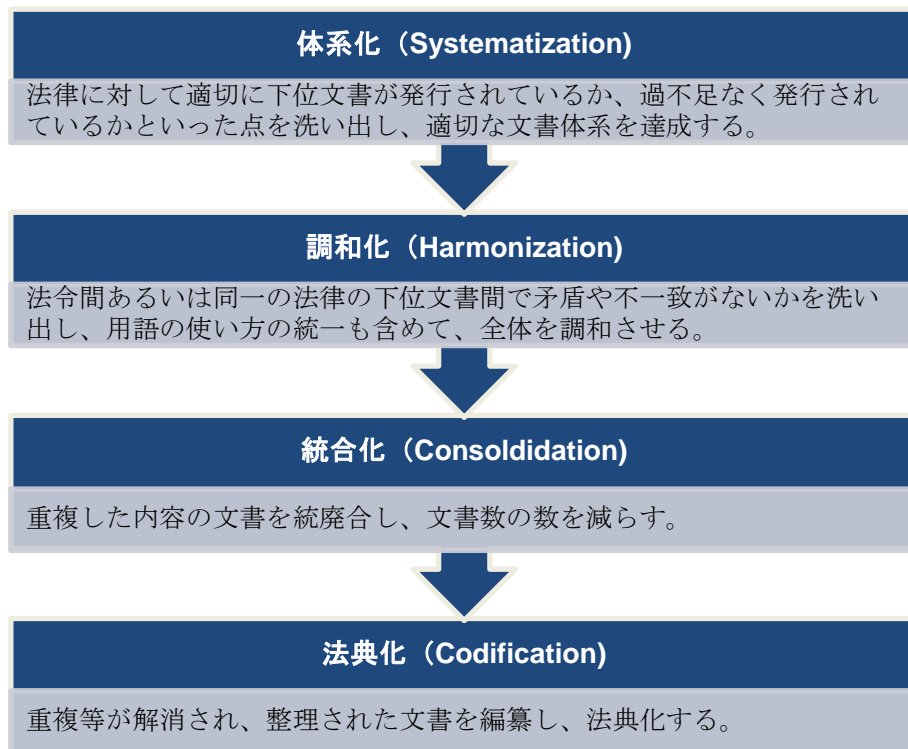 体系化（Systematization)
法律に対して適切に下位文書が発行されているか、過不足なく発行され
ているかといった点を洗い出し、適切な文書体系を達成する。
調和化（Harmonization)
法令間あるいは同一の法律の下位文書間で矛盾や不一致がないかを洗い
出し、用語の使い方の統一も含めて、全体を調和させる。
統合化（Consoldidation)
重複した内容の文書を統廃合し、文書数の数を減らす。
法典化（Codification)
重複等が解消され、整理された文書を編纂し、法典化する。